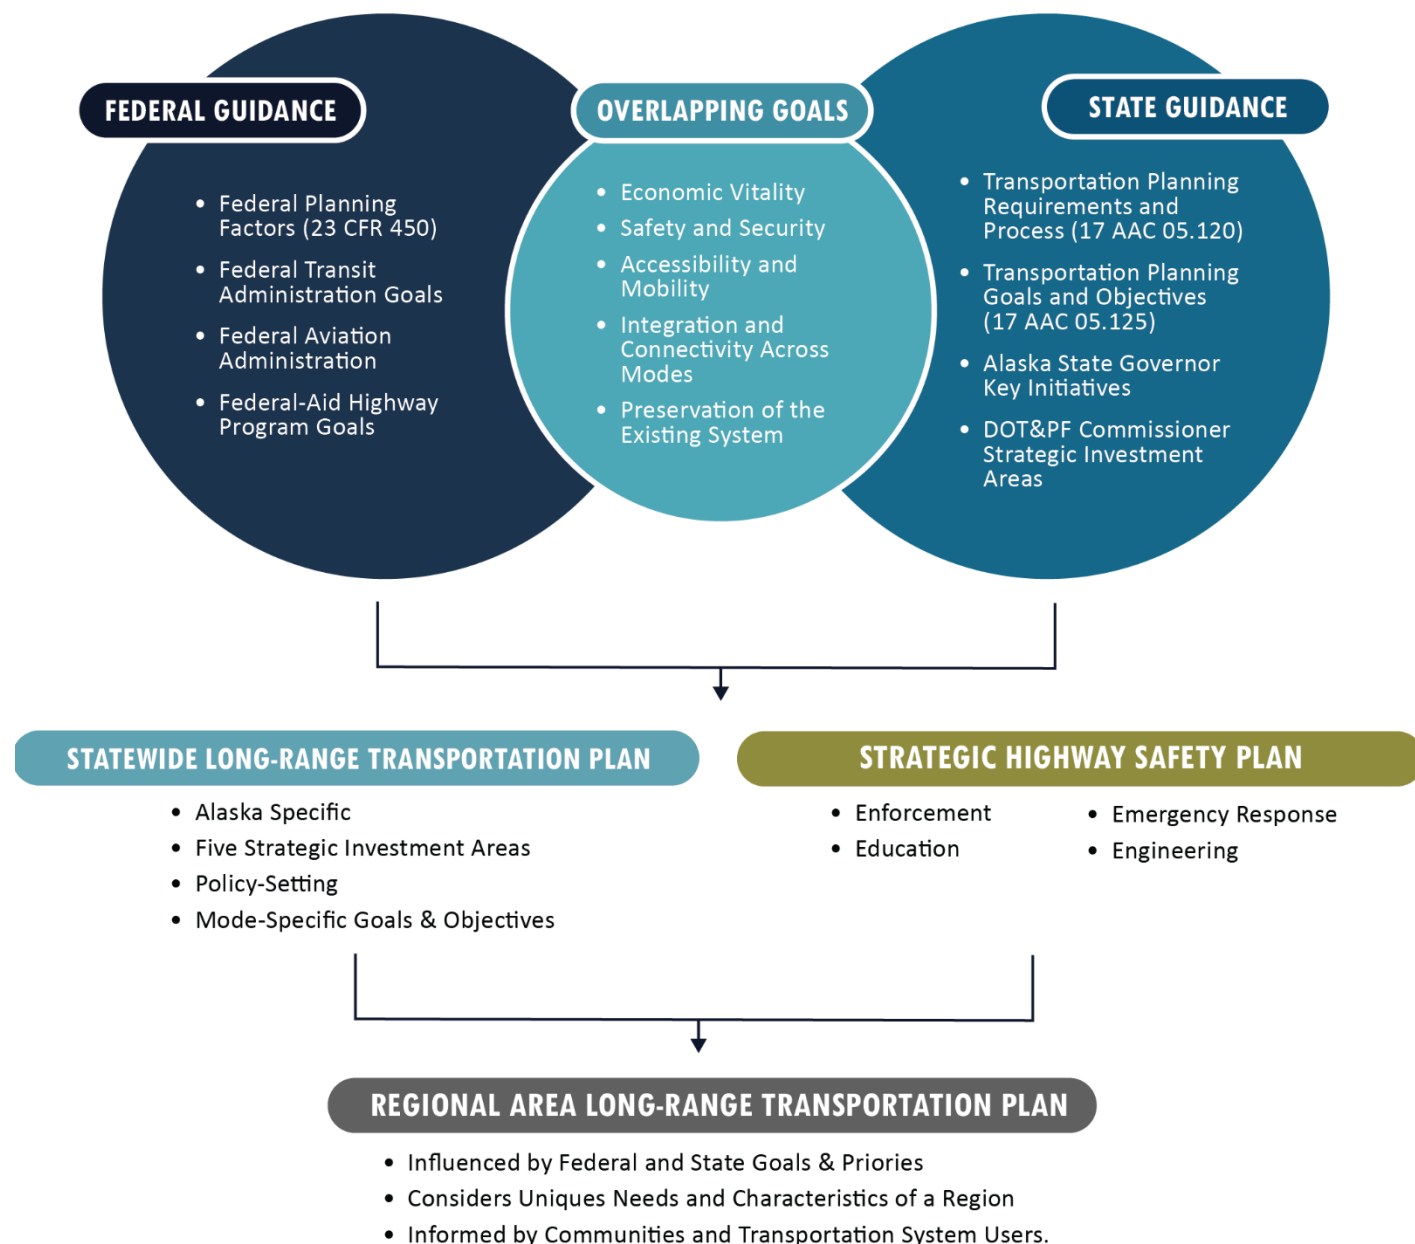 FEDERAL GUIDANCE
• Federal Planning
Factors (23 CFR 450)
• Federal Transit
Administration Goals
• Federal Aviation
Administration
• Federal-Aid Highway
Program Goals
OVERLAPPING GOALS
• Economic Vitality
• Safety and Security
• Accessibility and
Mobility
• Integration and
Connectivity Across
Modes
• Preservation of the
Existing System
STATE GUIDANCE
• Transportation Planning
Requirements and
Process (17 AAC 05.120)
• Transportation Planning
Goals and Objectives
(17 AAC 05.125)
• Alaska State Governor
Key Initiatives
• DOT&PF Commissioner
Strategic Investment
Areas
STATEWIDE LONG-RANGE TRANSPORTATION PLAN
• Alaska Specific
• Five Strategic Investment Areas
• Policy-Setting
• Mode-Specific Goals & Objectives
STRATEGIC HIGHWAY SAFETY PLAN
• Enforcement
• Education
• Emergency Response
• Engineering
REGIONAL AREA LONG-RANGE TRANSPORTATION PLAN
• Influenced by Federal and State Goals & Priories
• Considers Uniques Needs and Characteristics of a Region
• Informed by Communities and Transportation System Users.